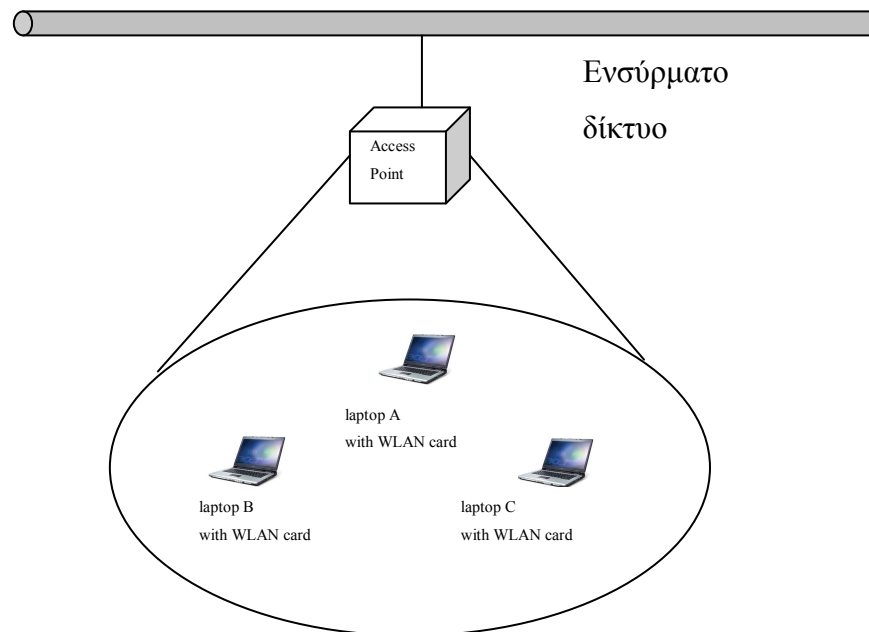 Ενσύρματο
δίκτυο
Access
Point
laptop A
with WLAN card
laptop B
with WLAN card
laptop C
with WLAN card